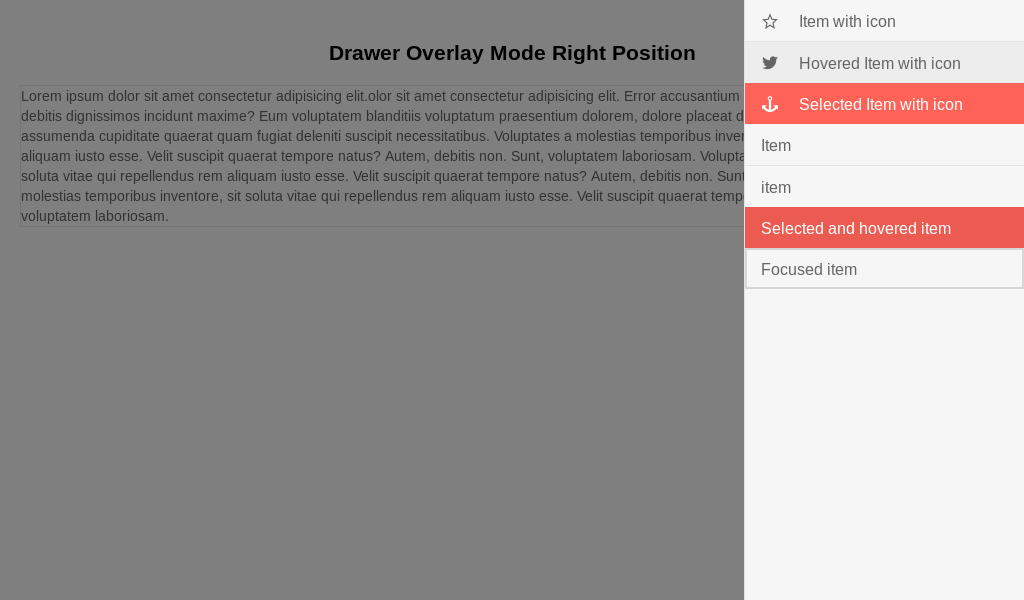 Drawer Overlay Mode Right Position
Lorem ipsum dolor sit amet consectetur adipisicing elit.olor sit amet consectetur adipisicing elit. Error accusantium
debitis dignissimos incidunt maxime? Eum voluptatem blanditiis voluptatum praesentium dolorem, dolore placeat
assumenda cupiditate quaerat quam fugiat deleniti suscipit necessitatibus. Voluptates a molestias temporibus
aliquam iusto esse. Velit suscipit quaerat tempore natus? Autem, debitis non. Sunt, voluptatem laboriosam.
soluta vitae qui repellendus rem aliquam iusto esse. Velit suscipit quaerat tempore natus? Autem, debitis non. Sunt
molestias temporibus inventore, sit soluta vitae qui repellendus rem aliquam iusto esse. Velit suscipit quaerat
voluptatem laboriosam.
Item with icon
Hovered Item with icon
Selected Item with icon
Item
item
Selected and hovered item
Focused item